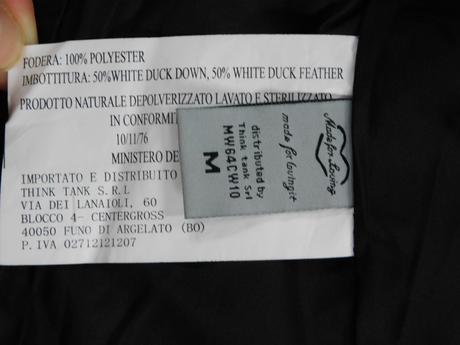 FODERA: 100% POLYESTER
IMBOTTITURA: 50%WHITE DUCK DOWN, 50% WHITE DUCK FEATHER
PRODOTTO NATURALE DEPOLVERIZZATO LAVATO E STERILIZZATO
IN CONFORMIT
10/11/76
MINISTERO DE
IMPORTATO E DISTRIBUITO
THINK TANK S.R.L
VIA DEI LANAIOLI, 60
BLOCCO 4- CENTERGROSS
40050 FUNO DI ARGELATO (BO)
P.IVA 02712121207
Made for Loving
made for lovingit
distributed by
Think tank Srl
MW64CW10
M